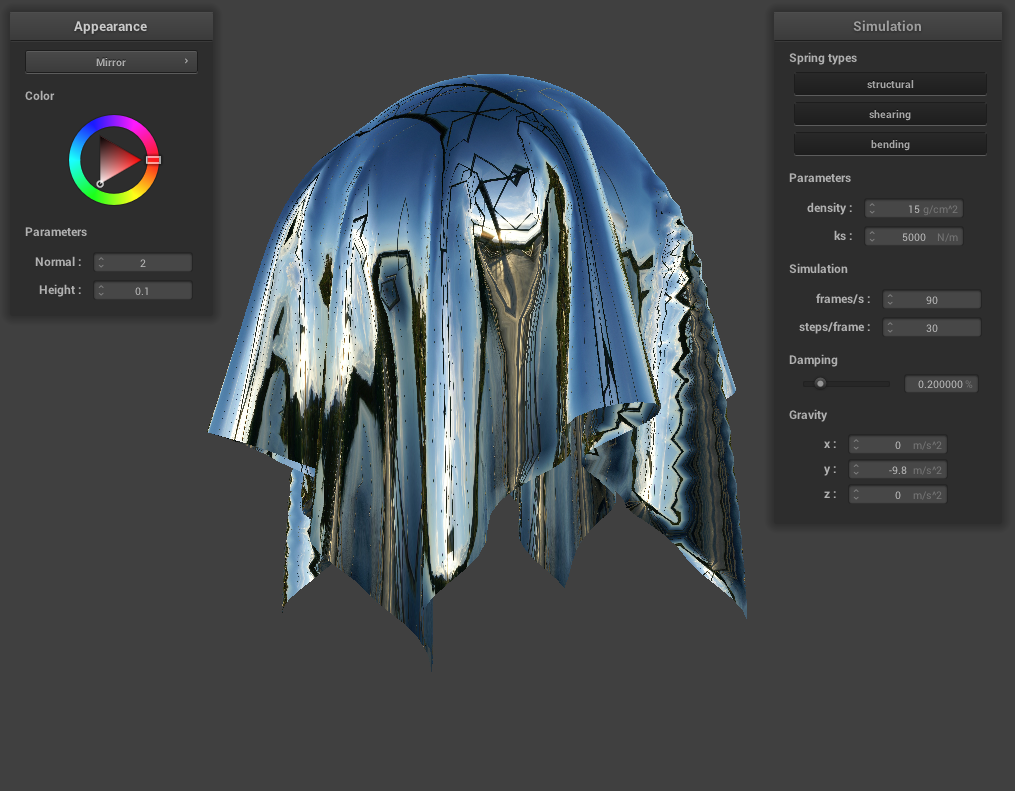 Appearance
Mirror
Color
Parameters
Normal : 2
Height : 0.1
Simulation
Spring types
structural
shearing
bending
Parameters
density : 15 g/cm^2
ks : 5000 N/m
Simulation
frames/s : 90
steps/frame : 30
Damping
0.200000 %
Gravity
x : 0 m/s^2
y : -9.8 m/s^2
z : 0 m/s^2